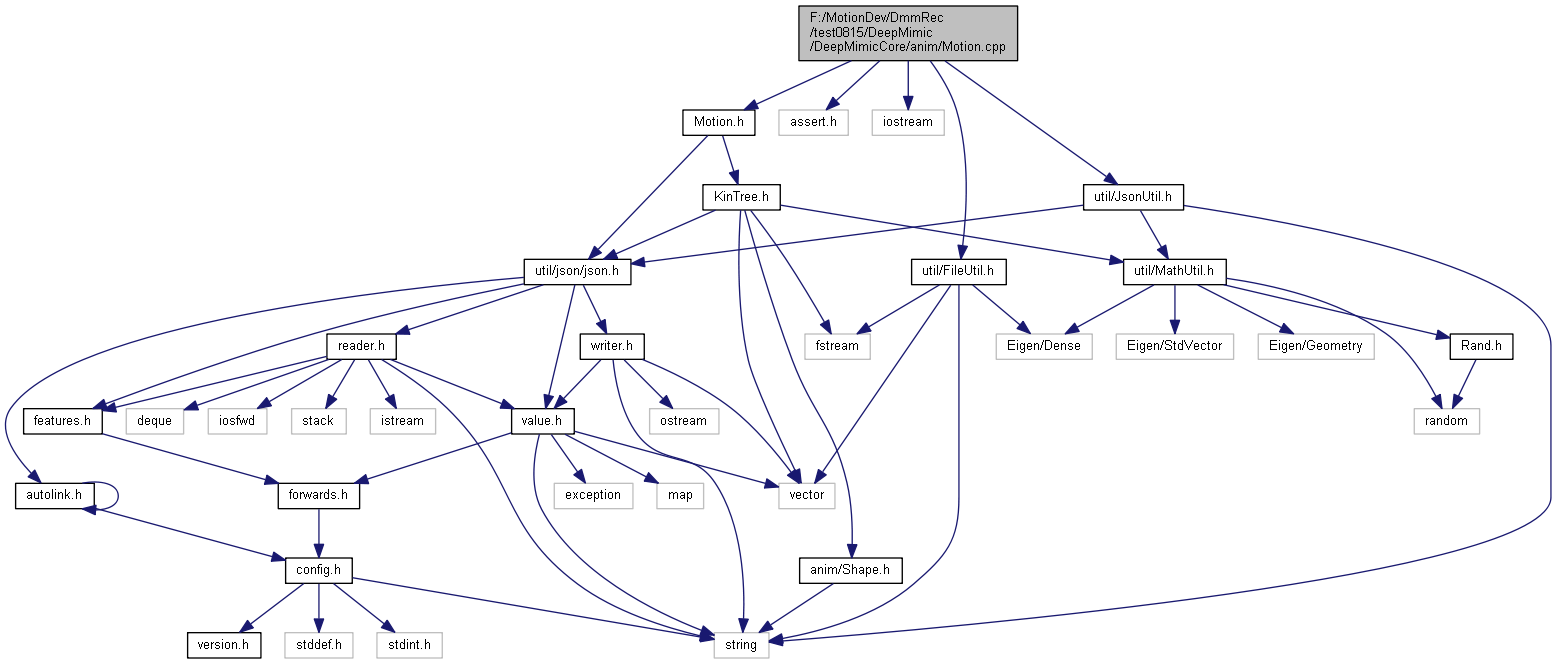 F:/MotionDev/DmmRec
/test0815/DeepMimic
/DeepMimicCore/anim/Motion.cpp
Motion.h
assert.h
iostream
KinTree.h
util/JsonUtil.h
util/json/json.h
util/FileUtil.h
util/MathUtil.h
reader.h
writer.h
fstream
Eigen/Dense
Eigen/StdVector
Eigen/Geometry
Rand.h
features.h
deque
iosfwd
stack
istream
value.h
ostream
random
autolink.h
forwards.h
exception
map
vector
config.h
anim/Shape.h
version.h
stddef.h
stdint.h
string